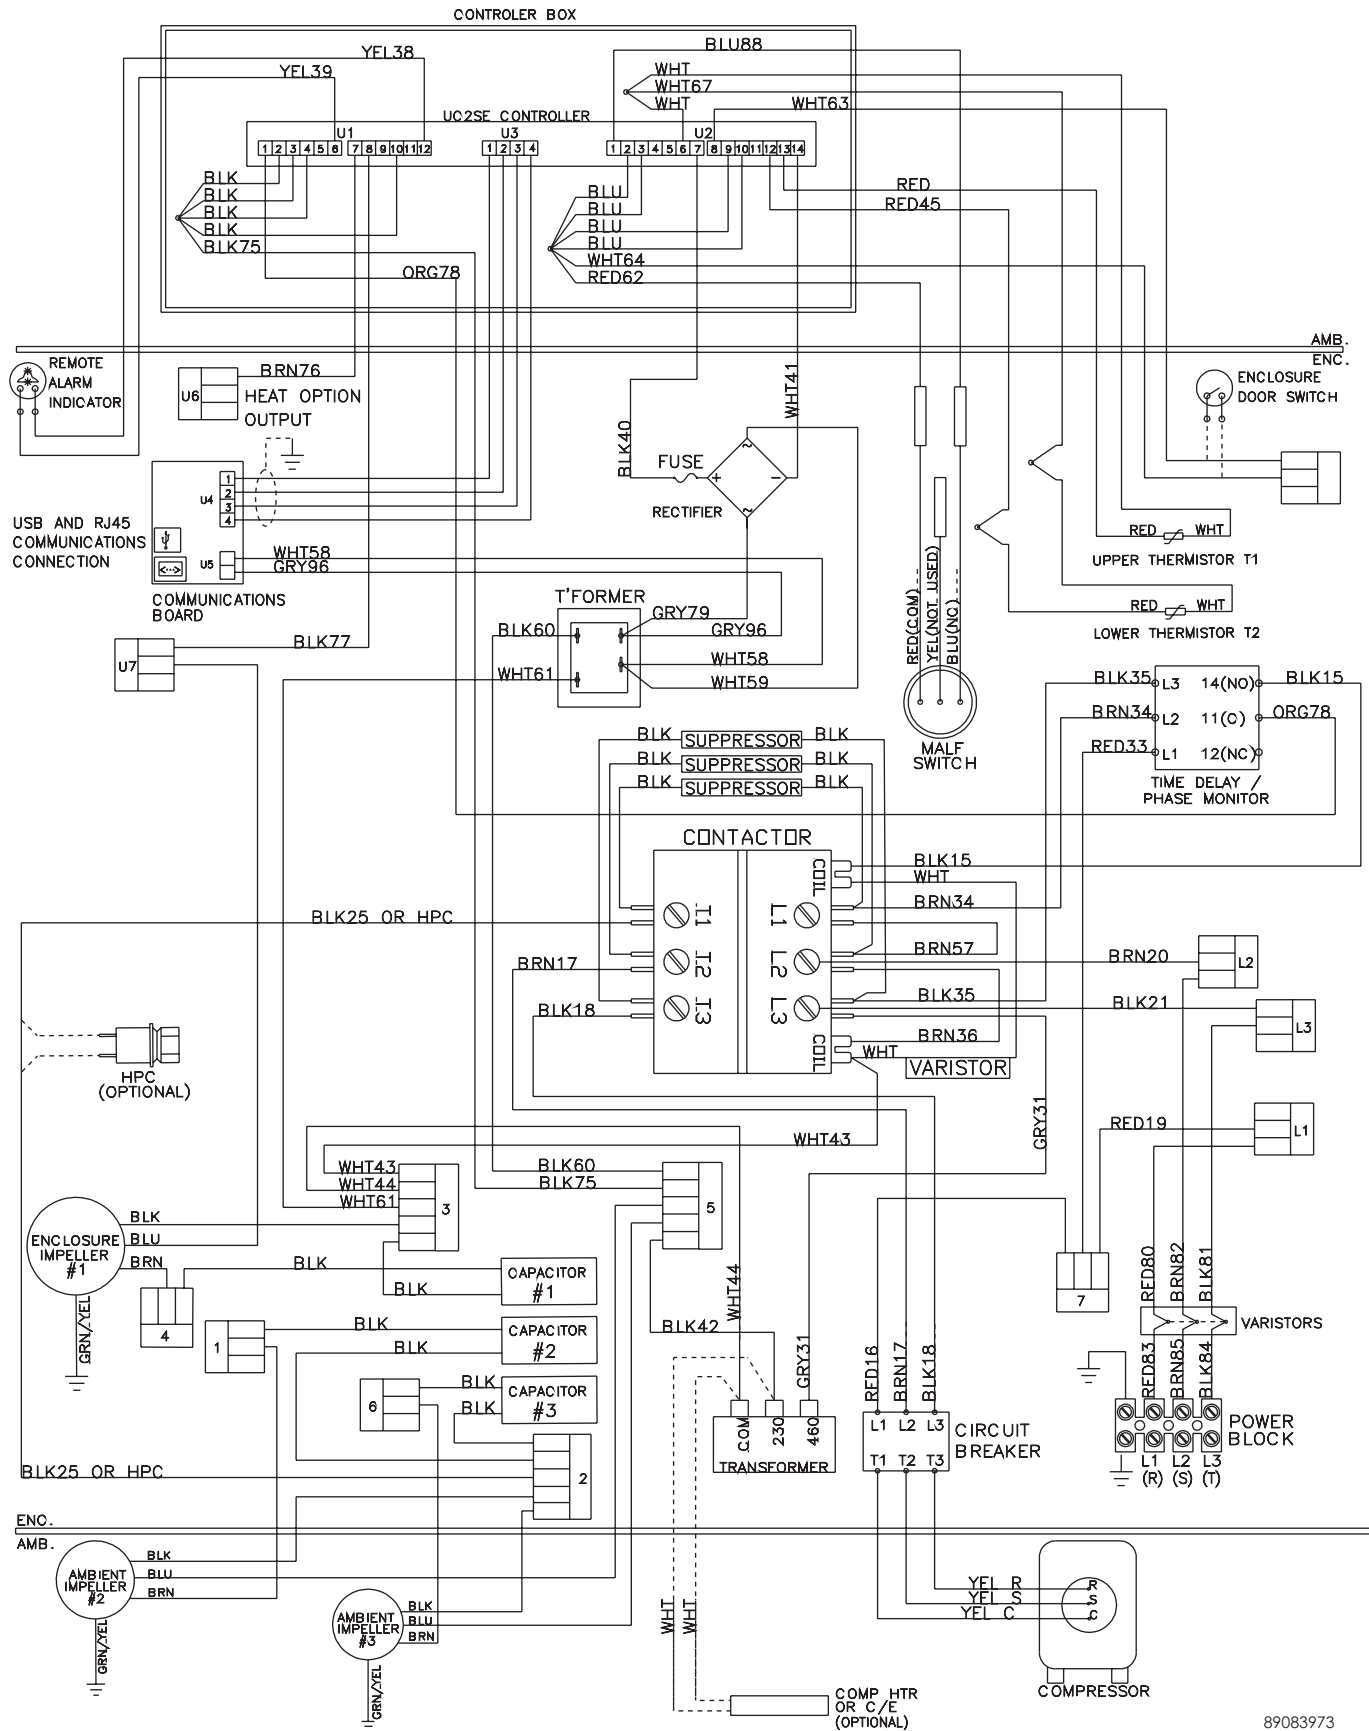 CONTROLER BOX
BLU88
YEL38
WHT
YEL39
WHT67
WHT
WHT63
UC2SE CONTROLLER
U1
U3
U2
1 2 3 4 5 6 7 8 9 10 11 12
1 2 3 4
1 2 3 4 5 6 7 8 9 10 11 12 13 14
BLK
BLK
BLK
BLK
BLK75
ORG78
BLU
BLU
BLU
BLU
WHT64
RED62
RED
RED45
AMB.
ENC.
REMOTE
ALARM
INDICATOR
BRN76
U6
HEAT OPTION
OUTPUT
BLK40
WHT41
FUSE
RECTIFIER
ENCLOSURE
DOOR SWITCH
1
2
3
4
U4
U5
USB AND RJ45
COMMUNICATIONS
CONNECTION
WHT58
GRY96
COMMUNICATIONS
BOARD
RED WHT
UPPER THERMISTOR T1
RED WHT
LOWER THERMISTOR T2
T'FORMER
BLK60
GRY79
GRY96
WHT58
WHT59
WHT61
BLK77
U7
RED(COM)
YEL(NOT USED)
BLU(NO)
MALF
SWITCH
BLK35
L3
14(NO)
BLK15
BRN34
L2
11(C)
ORG78
RED33
L1
12(NC)
TIME DELAY /
PHASE MONITOR
BLK SUPPRESSOR BLK
BLK SUPPRESSOR BLK
BLK SUPPRESSOR BLK
CONTACTOR
COIL
BLK15
WHT
BRN34
BLK25 OR HPC
T1
L1
BRN57
BRN17
T2
L2
BRN20
L2
BLK35
BLK18
T3
L3
BLK21
L3
BRN36
COIL
WHT
VARISTOR
HPC
(OPTIONAL)
GRY31
RED19
L1
WHT43
WHT43
WHT44
WHT61
3
BLK60
BLK75
5
BLK
BLU
BRN
ENCLOSURE
IMPELLER
#1
GRN/YEL
BLK
BLK
CAPACITOR
#1
4
WHT44
7
RED80
BRN82
BLK81
VARISTORS
1
BLK
BLK
CAPACITOR
#2
BLK42
6
BLK
BLK
CAPACITOR
#3
GRY31
RED16
BRN17
BLK18
RED83
BRN85
BLK84
POWER
BLOCK
L1
(R)
L2
(S)
L3
(T)
COM
230
460
TRANSFORMER
L1 L2 L3
T1 T2 T3
CIRCUIT
BREAKER
BLK25 OR HPC
2
ENC.
AMB.
BLK
BLU
BRN
AMBIENT
IMPELLER
#2
GRN/YEL
BLK
BLU
BRN
AMBIENT
IMPELLER
#3
GRN/YEL
WHT
WHT
YEL R
YEL S
YEL C
R
S
C
COMPRESSOR
COMP HTR
OR C/E
(OPTIONAL)
89083973